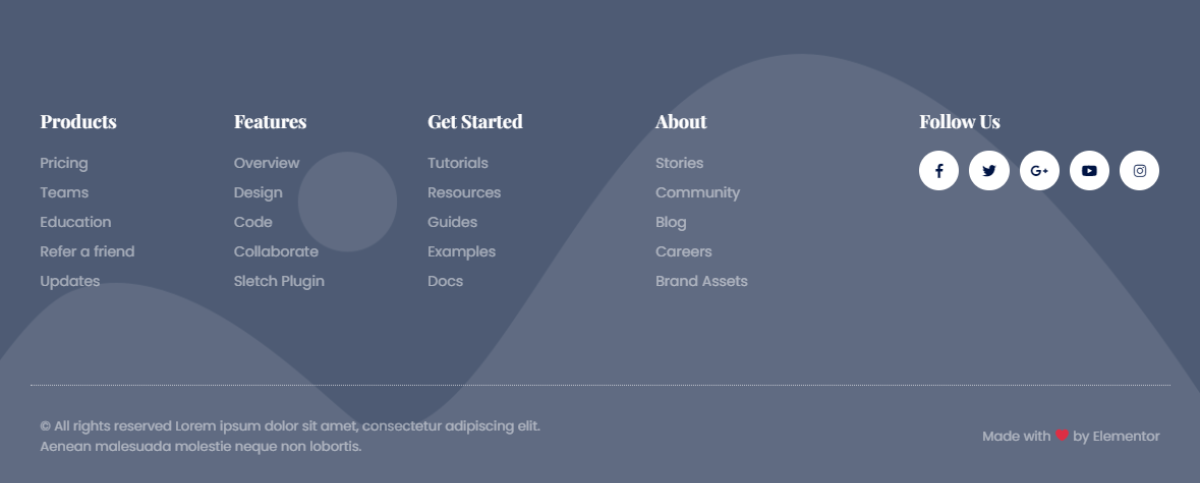 Products
Pricing
Teams
Education
Refer a friend
Updates
Features
Overview
Design
Code
Collaborate
Sletch Plugin
Get Started
Tutorials
Resources
Guides
Examples
Docs
About
Stories
Community
Blog
Careers
Brand Assets
Follow Us
© All rights reserved Lorem ipsum dolor sit amet, consectetur adipiscing elit.
Aenean malesuada molestie neque non lobortis.
Made with ❤ by Elementor